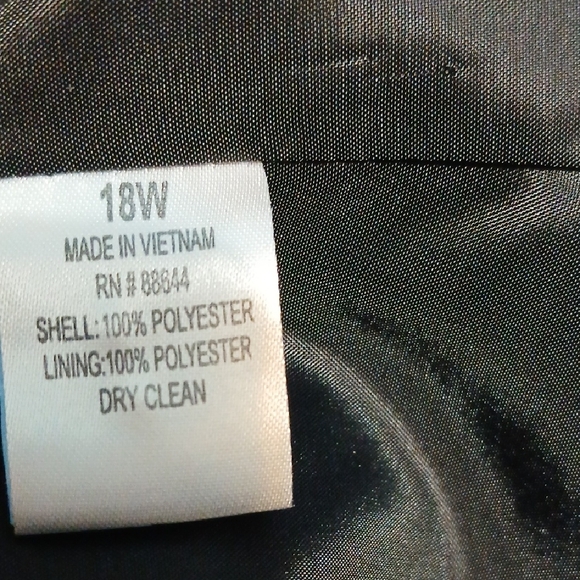 18W
MADE IN VIETNAM
RN # 88644
SHELL:100% POLYESTER
LINING:100% POLYESTER
DRY CLEAN